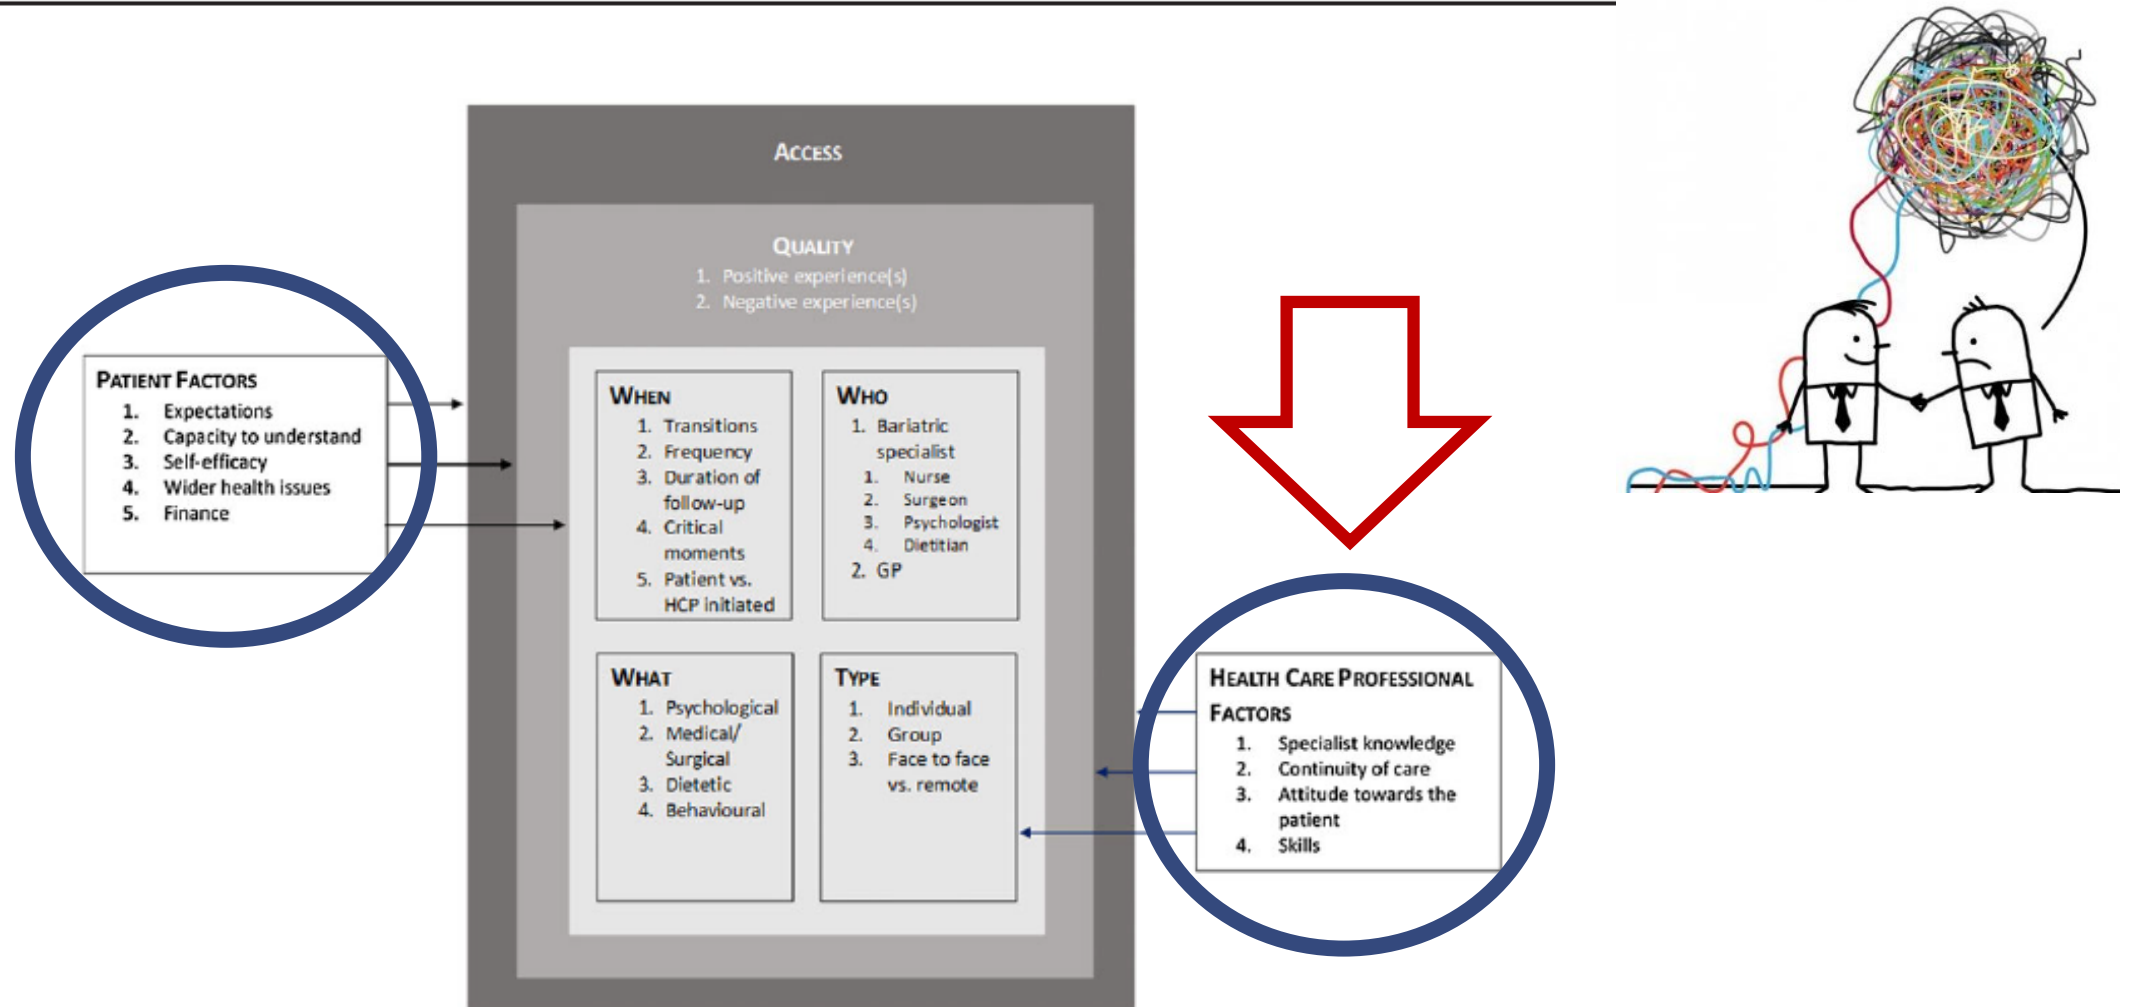 ACCESS
QUALITY
1. Positive experience(s)
2. Negative experience(s)
PATIENT FACTORS
1. Expectations
2. Capacity to understand
3. Self-efficacy
4. Wider health issues
5. Finance
WHEN
1. Transitions
2. Frequency
3. Duration of
follow-up
4. Critical
moments
5. Patient vs.
HCP initiated
WHO
1. Bariatric
specialist
1. Nurse
2. Surgeon
3. Psychologist
4. Dietitian
2. GP
WHAT
1. Psychological
2. Medical/
Surgical
3. Dietetic
4. Behavioural
TYPE
1. Individual
2. Group
3. Face to face
vs. remote
HEALTH CARE PROFESSIONAL
FACTORS
1. Specialist knowledge
2. Continuity of care
3. Attitude towards the
patient
4. Skills